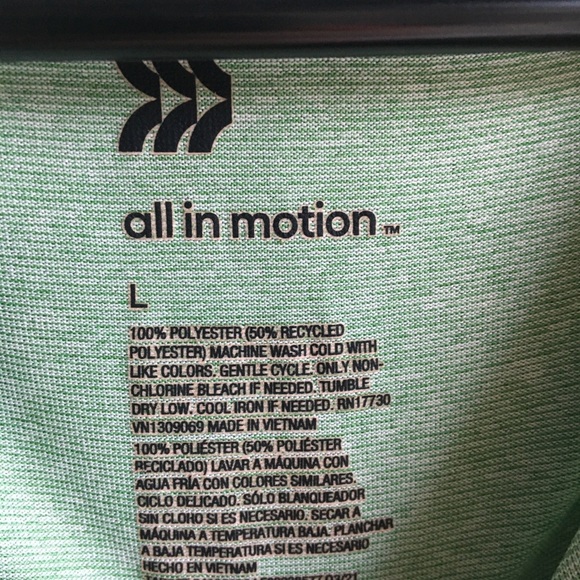 all in motion™
L
100% POLYESTER (50% RECYCLED
POLYESTER) MACHINE WASH COLD WITH
LIKE COLORS. GENTLE CYCLE. ONLY NON-
CHLORINE BLEACH IF NEEDED. TUMBLE
DRY LOW, COOL IRON IF NEEDED. RN17730
VN1309069 MADE IN VIETNAM
100% POLIÉSTER (50% POLIÉSTER
RECICLADO) LAVAR A MÁQUINA CON
AGUA FRÍA CON COLORES SIMILARES.
CICLO DELICADO. SÓLO BLANQUEADOR
SIN CLORO SI ES NECESARIO. SECAR A
MÁQUINA A TEMPERATURA BAJA. PLANCHAR
A BAJA TEMPERATURA SI ES NECESARIO
HECHO EN VIETNAM